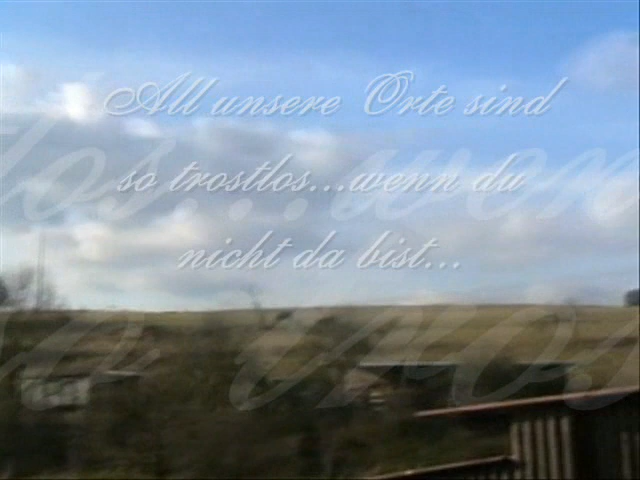 All unsere Orte sind
so trostlos...wenn du
nicht da bist...